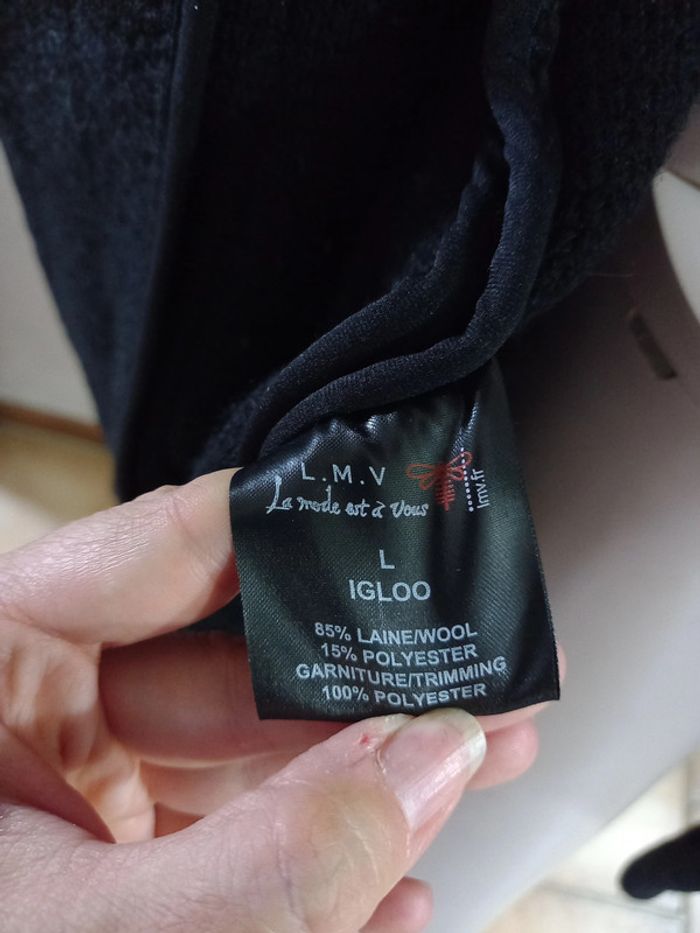 L.M.V
La mode est à vous
lmv.fr
L
IGLOO
85% LAINE/WOOL
15% POLYESTER
GARNITURE/TRIMMING
100% POLYESTER